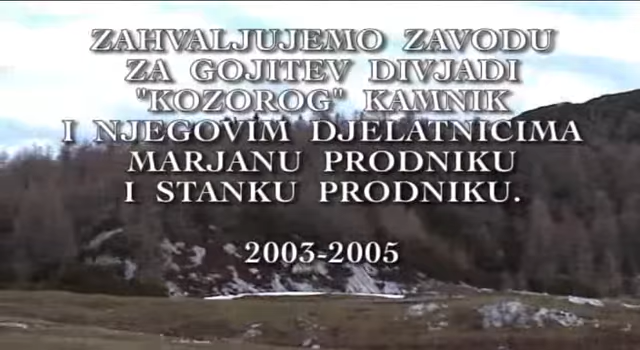 ZAHVALJUJEMO ZAVODU
ZA GOJITEV DIVJADI
"KOZOROG" KAMNIK
I NJEGOVIM DJELATNICIMA
MARJANU PRODNIKU
I STANKU PRODNIKU.
2003-2005